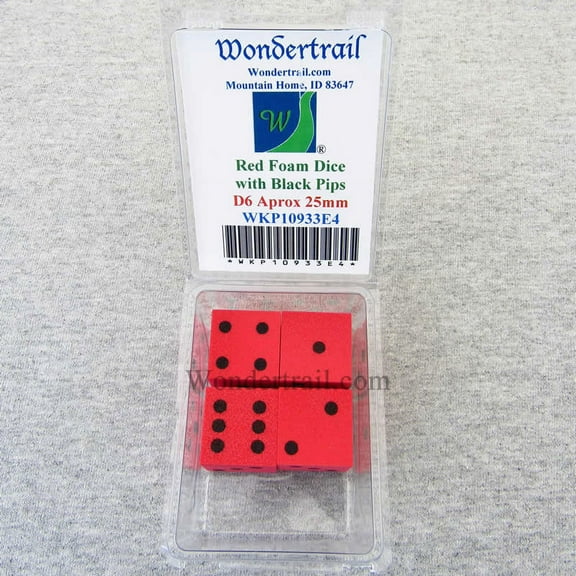 Wondertrail
Wondertrail.com
Mountain Home, ID 83647
W
®
Red Foam Dice
with Black Pips
D6 Aprox 25mm
WKP10933E4
*WKP10933E4*
Wondertrail.com